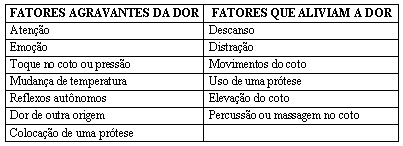 FATORES AGRAVANTES DA DOR FATORES QUE ALIVIAM A DOR
Atenção Descanso
Emoção Distração
Toque no coto ou pressão Movimentos do coto
Mudança de temperatura Uso de uma prótese
Reflexos autônomos Elevação do coto
Dor de outra origem Percussão ou massagem no coto
Colocação de uma prótese